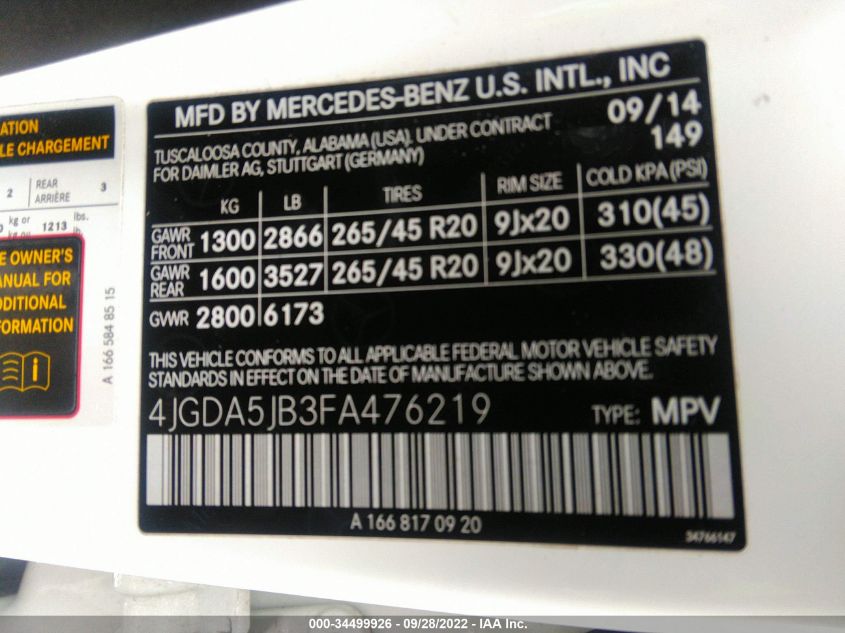 ATION
LE CHARGEMENT
2 REAR ARRIÈRE 3
kg or 1213 lbs.
E OWNER'S
ANUAL FOR
DDITIONAL
FORMATION
A 166 584 85 15
MFD BY MERCEDES-BENZ U.S. INTL., INC
TUSCALOOSA COUNTY, ALABAMA (USA). UNDER CONTRACT 09/14
FOR DAIMLER AG, STUTTGART (GERMANY) 149
KG LB TIRES RIM SIZE COLD KPA (PSI)
GAWR FRONT 1300 2866 265/45 R20 9Jx20 310(45)
GAWR REAR 1600 3527 265/45 R20 9Jx20 330(48)
GVWR 2800 6173
THIS VEHICLE CONFORMS TO ALL APPLICABLE FEDERAL MOTOR VEHICLE SAFETY
STANDARDS IN EFFECT ON THE DATE OF MANUFACTURE SHOWN ABOVE.
4JGDA5JB3FA476219 TYPE: MPV
A 166 817 09 20
34766147
000-34499926 - 09/28/2022 - IAA Inc.